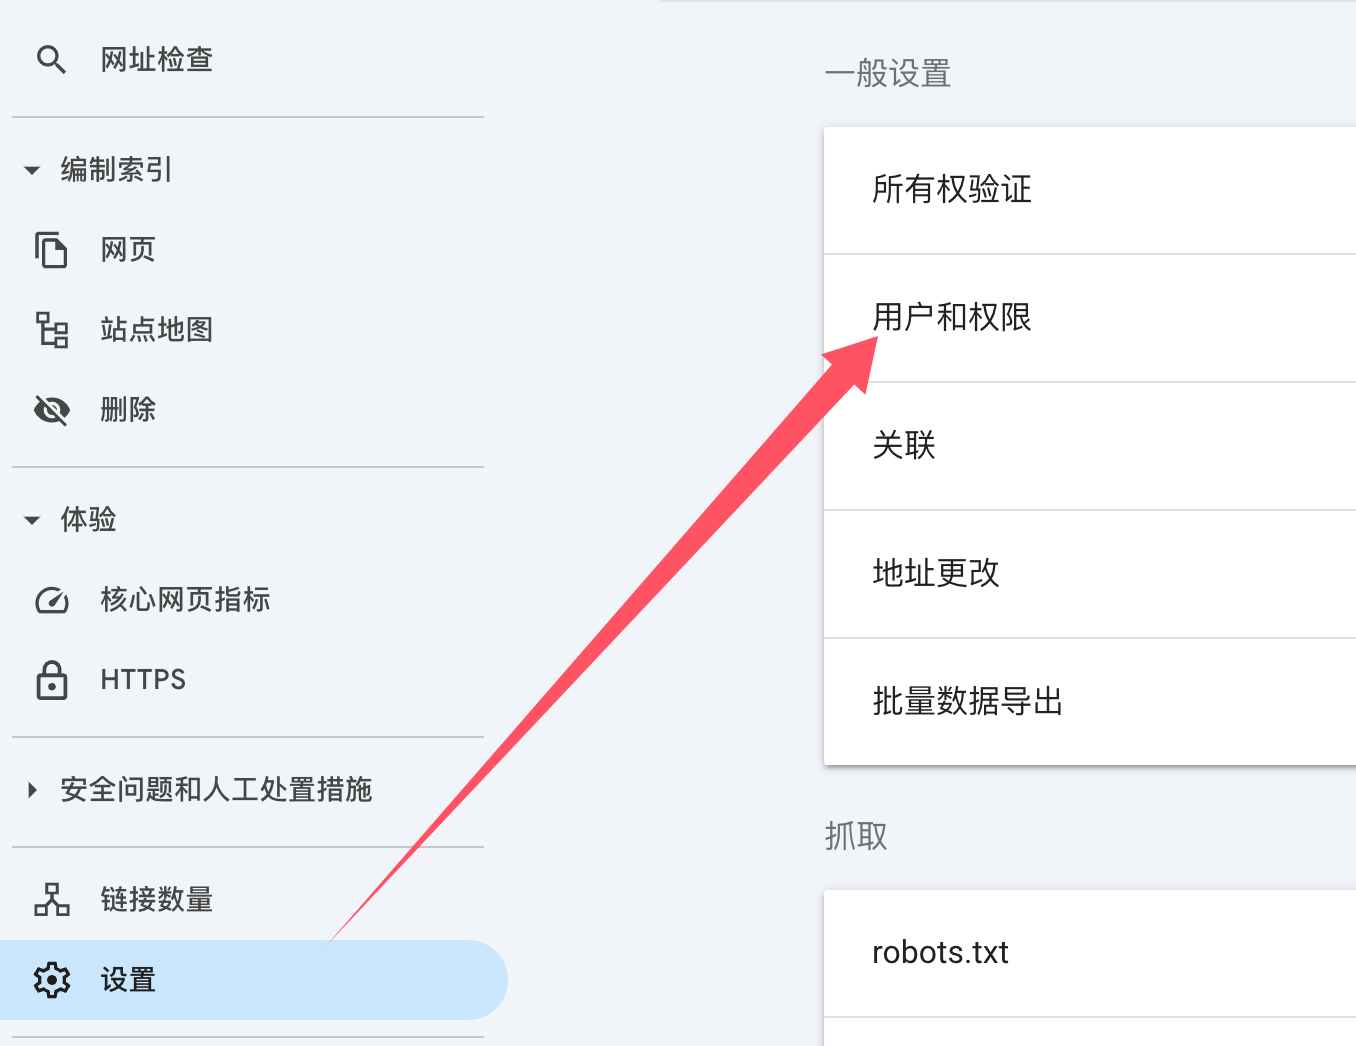 网址检查
编制索引
网页
站点地图
删除
体验
核心网页指标
HTTPS
安全问题和人工处置措施
链接数量
设置
一般设置
所有权验证
用户和权限
关联
地址更改
批量数据导出
抓取
robots.txt